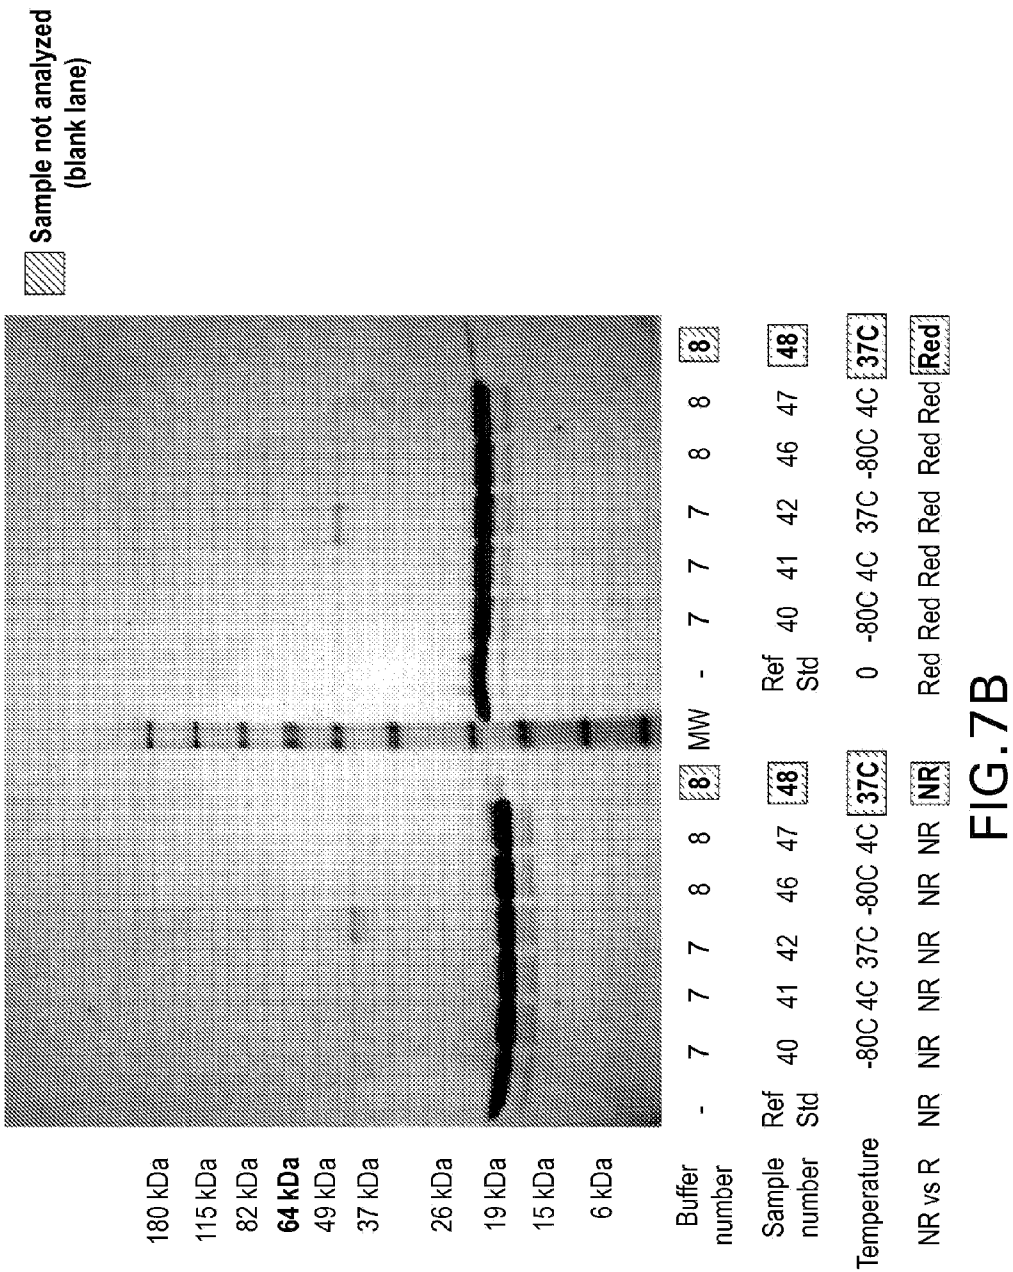 Sample not analyzed
(blank lane)
180 kDa
115 kDa
82 kDa
64 kDa
49 kDa
37 kDa
26 kDa
19 kDa
15 kDa
6 kDa
Buffer number - 7 7 7 8 8 8 MW - 7 7 7 8 8 8
Sample number Ref Std 40 41 42 46 47 48 Ref Std 40 41 42 46 47 48
Temperature -80C 4C 37C -80C 4C 37C 0 -80C 4C 37C -80C 4C 37C
NR vs R NR NR NR NR NR NR NR Red Red Red Red Red Red Red
FIG.7B